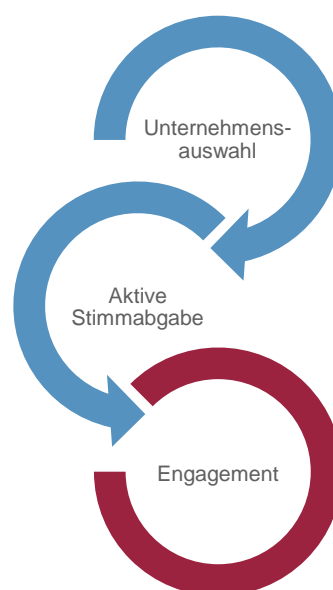 Unternehmens-
auswahl
Aktive
Stimmabgabe
Engagement